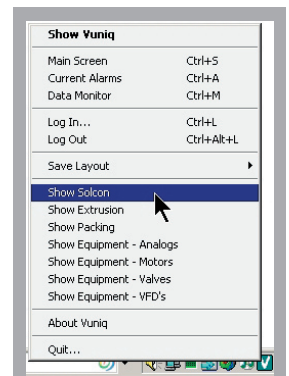 Show Vuniq
Main Screen Ctrl+S
Current Alarms Ctrl+A
Data Monitor Ctrl+M
Log In... Ctrl+L
Log Out Ctrl+Alt+L
Save Layout
Show Solcon
Show Extrusion
Show Packing
Show Equipment - Analogs
Show Equipment - Motors
Show Equipment - Valves
Show Equipment - VFD's
About Vuniq
Quit...